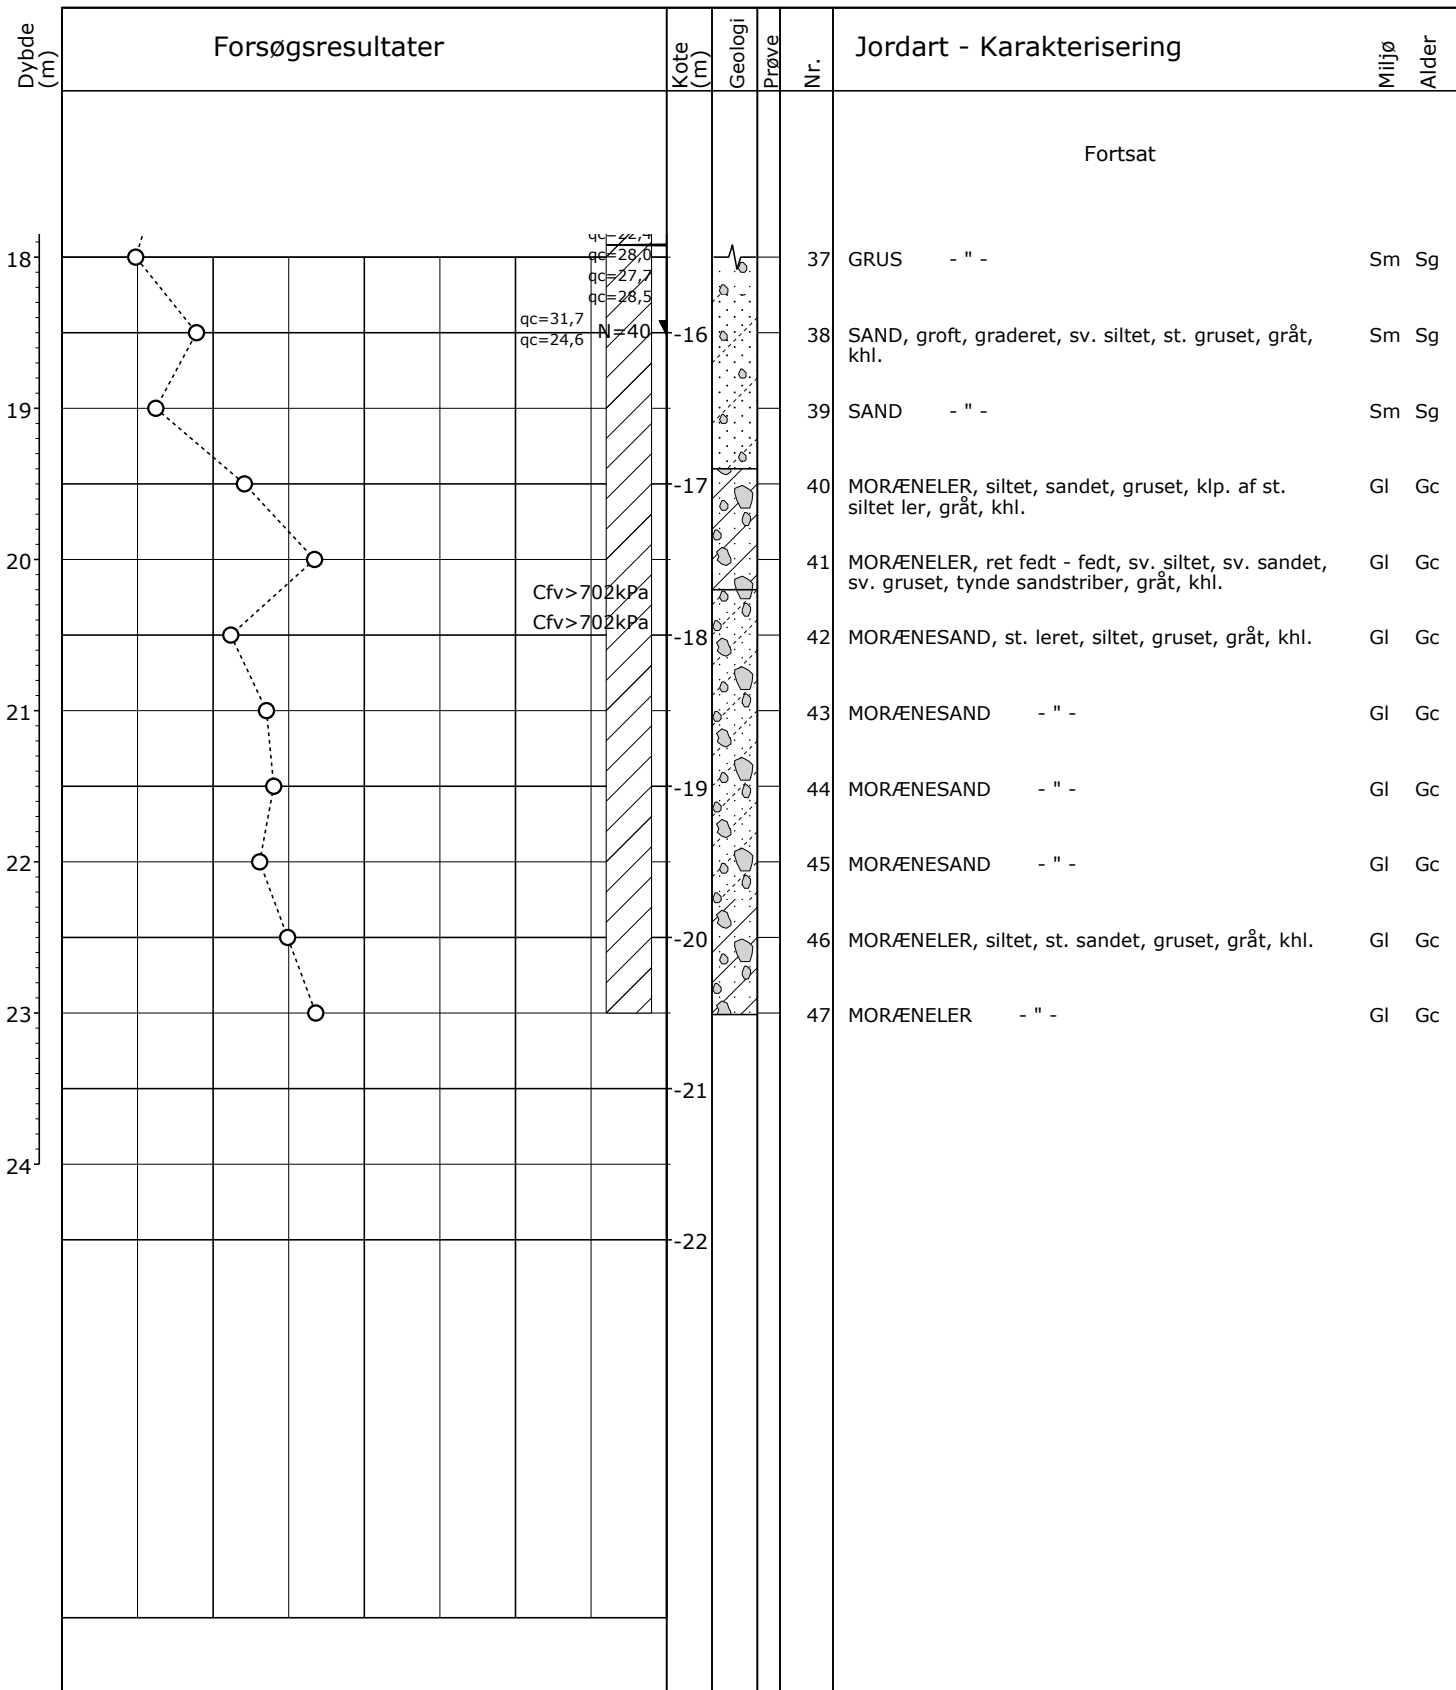 Dybde (m)
Forsøgsresultater
Kote (m)
Geologi
Prøve
Nr.
Jordart - Karakterisering
Miljø
Alder
Fortsat
qc=22,4
18
qc=28,0
37 GRUS - " - Sm Sg
qc=27,7
qc=28,5
qc=31,7
N=40
-16
38 SAND, groft, graderet, sv. siltet, st. gruset, gråt, Sm Sg
qc=24,6
khl.
19
39 SAND - " - Sm Sg
-17
40 MORÆNELER, siltet, sandet, gruset, klp. af st. Gl Gc
siltet ler, gråt, khl.
20
41 MORÆNELER, ret fedt - fedt, sv. siltet, sv. sandet, Gl Gc
sv. gruset, tynde sandstriber, gråt, khl.
Cfv>702kPa
Cfv>702kPa
-18
42 MORÆNESAND, st. leret, siltet, gruset, gråt, khl. Gl Gc
21
43 MORÆNESAND - " - Gl Gc
-19
44 MORÆNESAND - " - Gl Gc
22
45 MORÆNESAND - " - Gl Gc
-20
46 MORÆNELER, siltet, st. sandet, gruset, gråt, khl. Gl Gc
23
47 MORÆNELER - " - Gl Gc
-21
24
-22